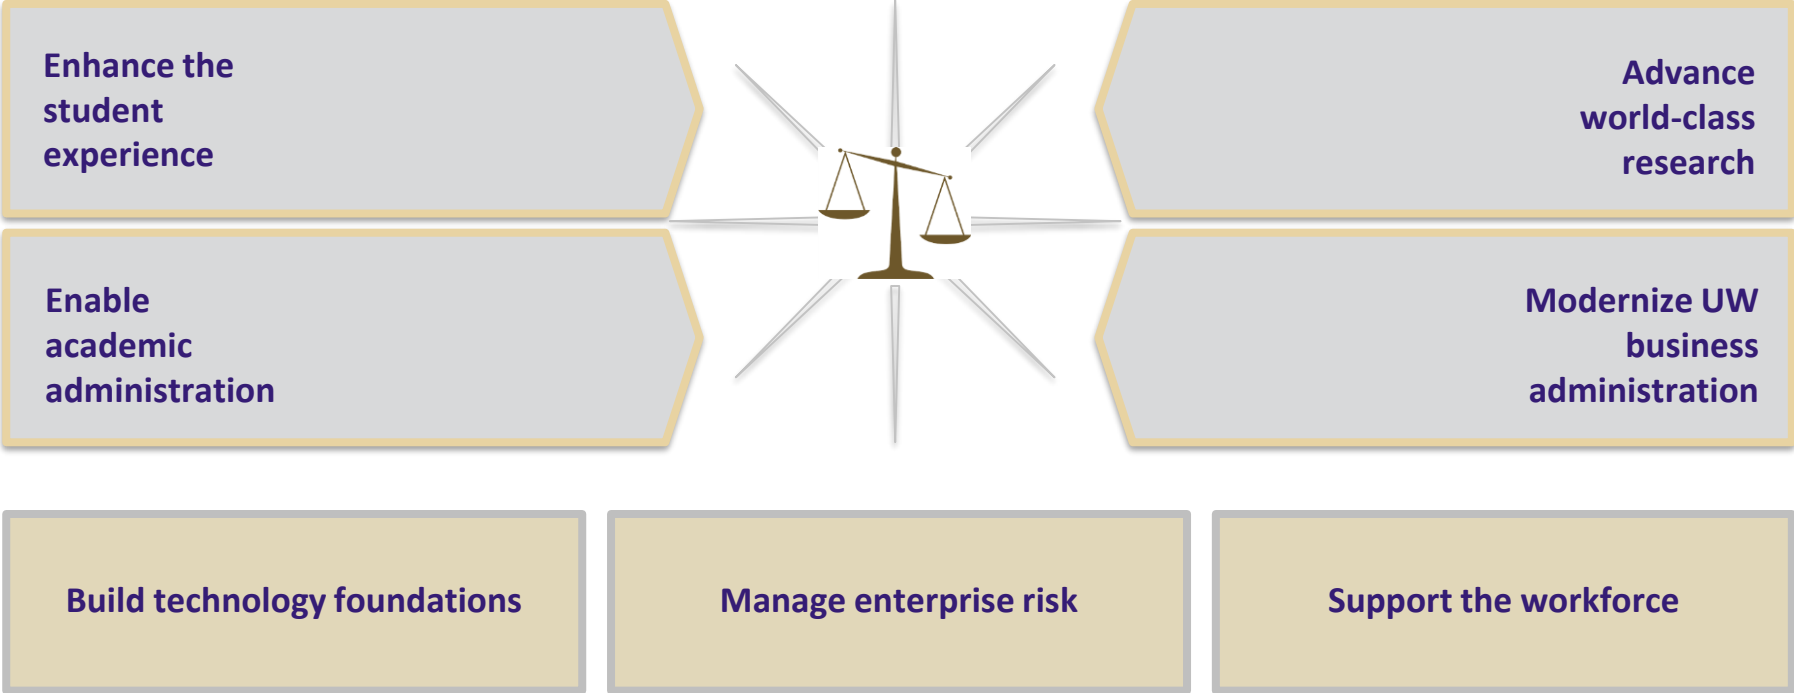 Enhance the
student
experience
Advance
world-class
research
Enable
academic
administration
Modernize UW
business
administration
Build technology foundations
Manage enterprise risk
Support the workforce